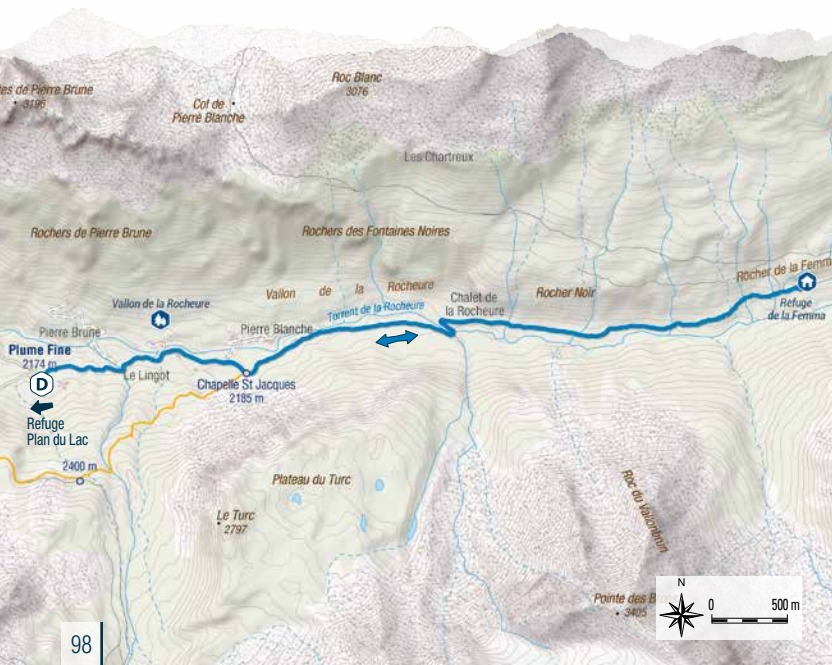 Roc Blanc
3076
de Pierre Brune
3196
Col de
Pierre Blanche
Les Chartreux
Rochers de Pierre Brune
Rochers des Fontaines Noires
Rocher de la Femma
Vallon de la Rocheure
Vallon de la Rocheure
Torrent de la Rocheure
Chalet de
la Rocheure
Rocher Noir
Refuge
de la Femma
Pierre Brune
Pierre Blanche
Plume Fine
2174 m
D
Le Lingot
Chapelle St Jacques
2185 m
Refuge
Plan du Lac
2400 m
Plateau du Turc
Le Turc
2797
Roc du Vallonbrun
Pointe des
3405
N
0 500 m
98